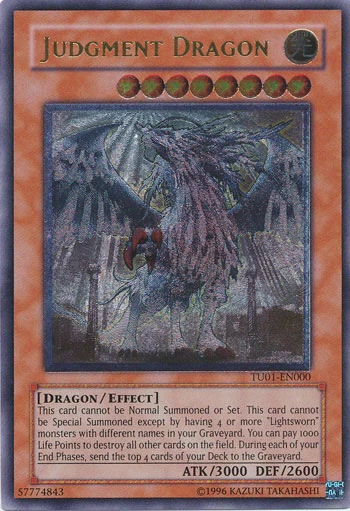 JUDGMENT DRAGON
TU01-EN000
[DRAGON/EFFECT]
This card cannot be Normal Summoned or Set. This card cannot
be Special Summoned except by having 4 or more "Lightsworn"
monsters with different names in your Graveyard. You can pay 1000
Life Points to destroy all other cards on the field. During each of your
End Phases, send the top 4 cards of your Deck to the Graveyard.
ATK/3000 DEF/2600
57774843
©1996 KAZUKI TAKAHASHI